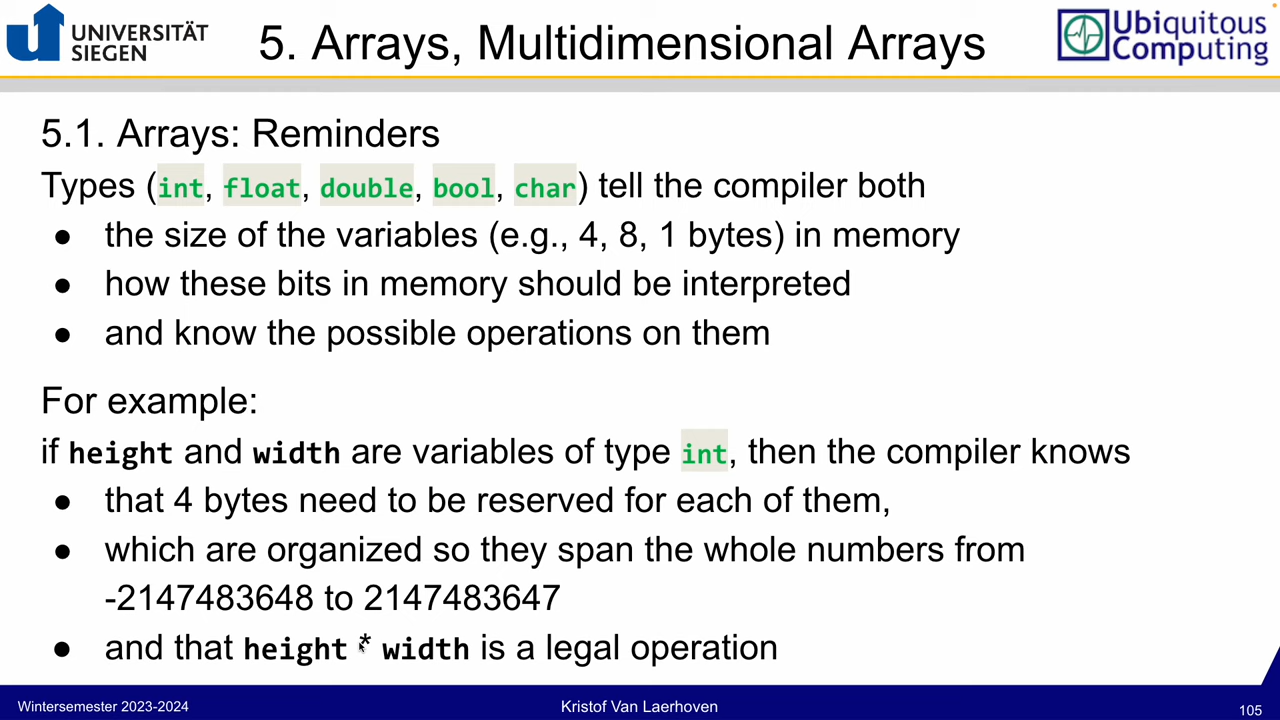 UNIVERSITÄT
SIEGEN
5. Arrays, Multidimensional Arrays
Ubiquitous
Computing
5.1. Arrays: Reminders
Types (int, float, double, bool, char) tell the compiler both
● the size of the variables (e.g., 4, 8, 1 bytes) in memory
● how these bits in memory should be interpreted
● and know the possible operations on them
For example:
if height and width are variables of type int, then the compiler knows
● that 4 bytes need to be reserved for each of them,
● which are organized so they span the whole numbers from
-2147483648 to 2147483647
● and that height * width is a legal operation
Wintersemester 2023-2024
Kristof Van Laerhoven
105